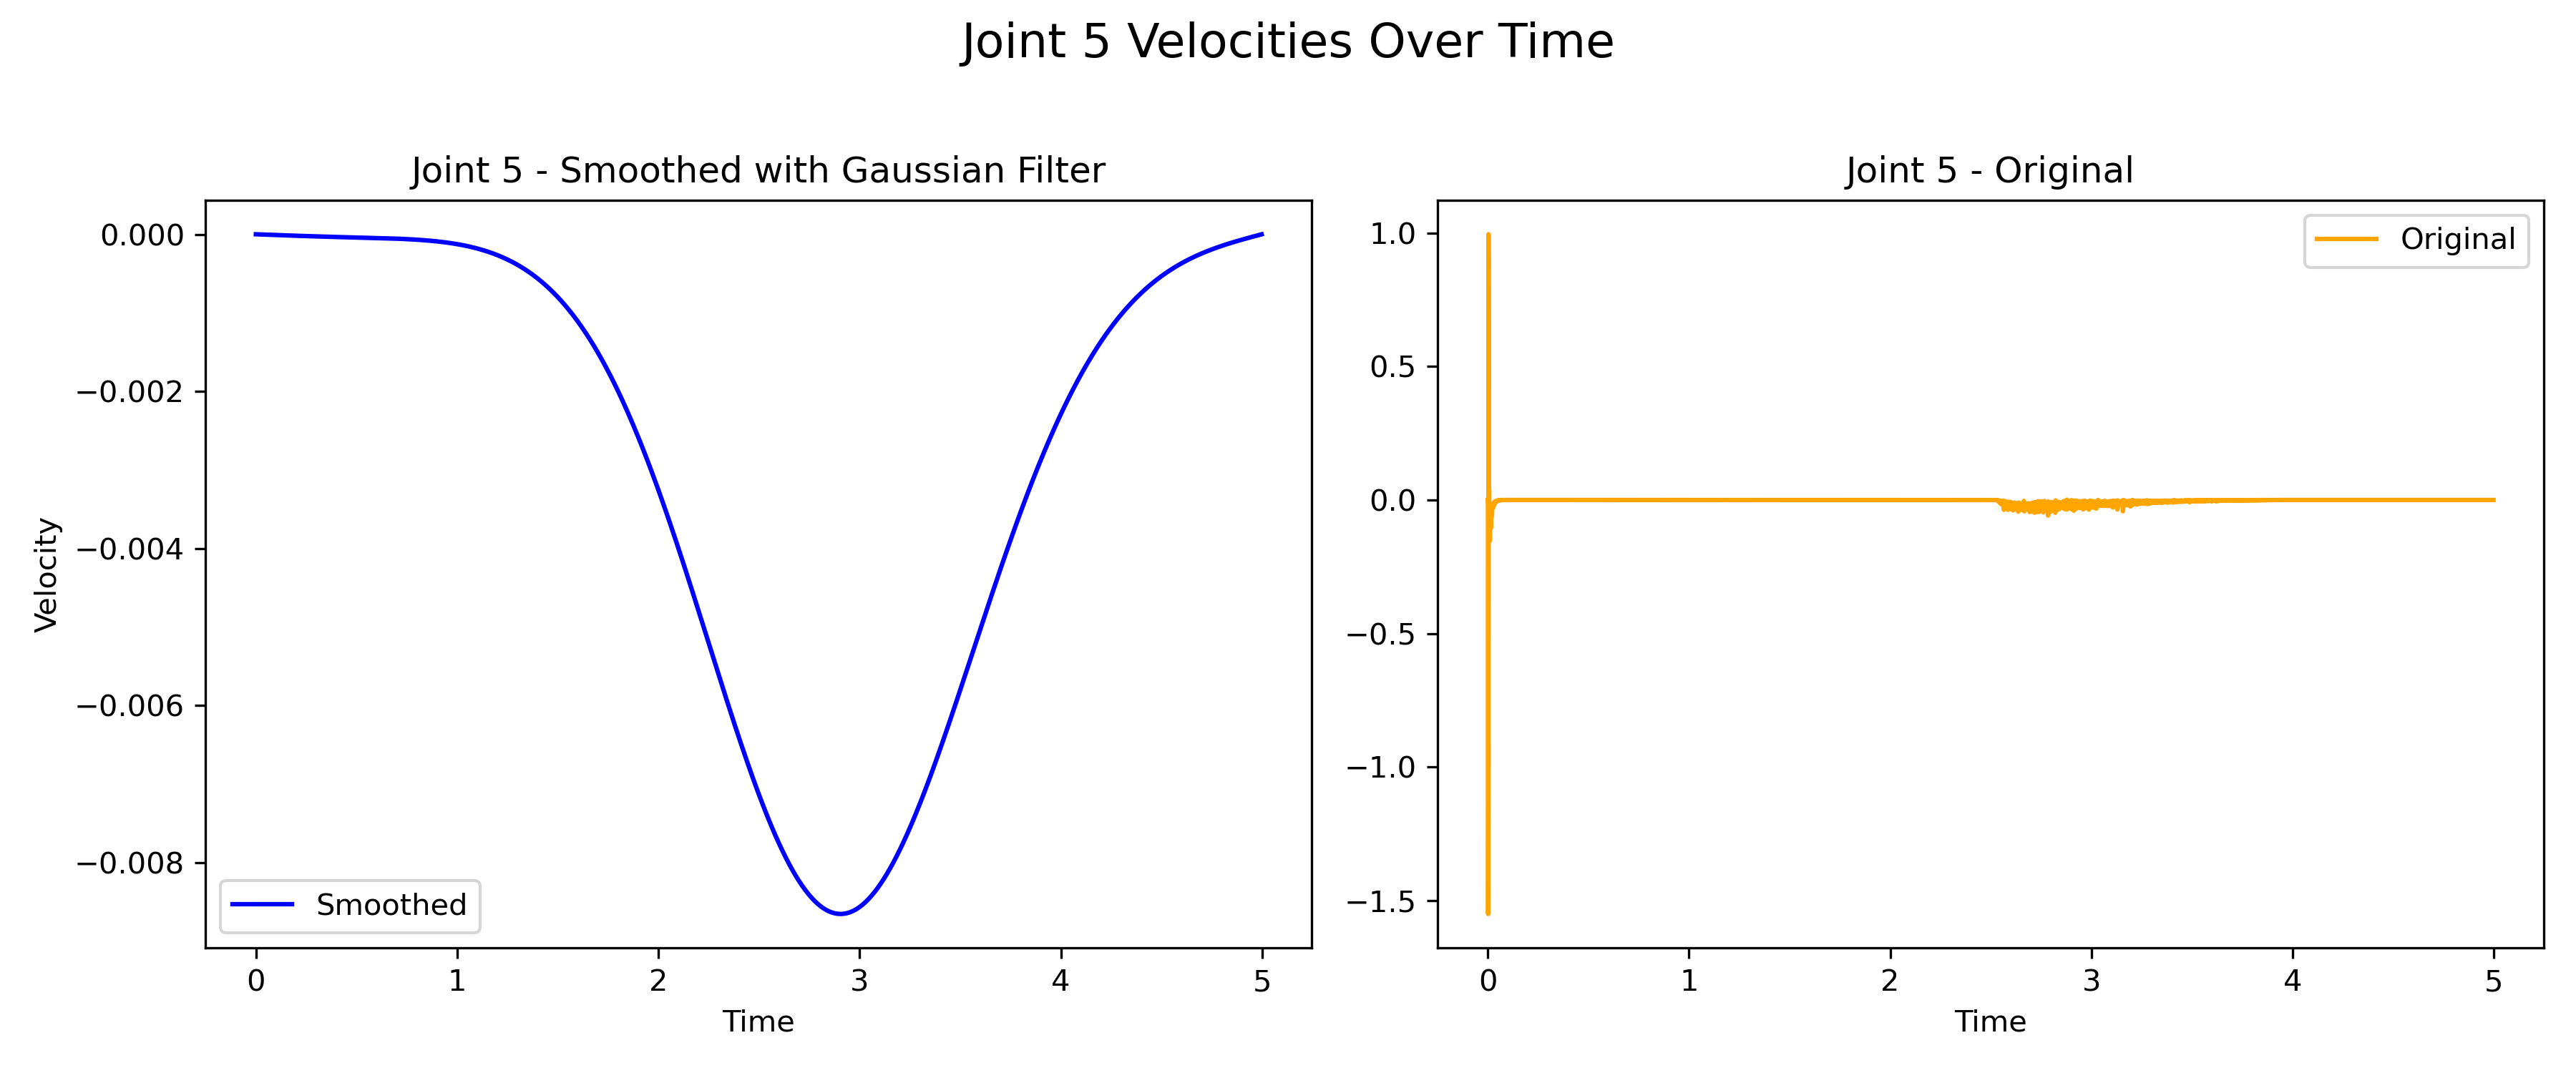 Joint 5 Velocities Over Time
Joint 5 - Smoothed with Gaussian Filter
0.000
−0.002
−0.004
−0.006
−0.008
Velocity
Smoothed
0 1 2 3 4 5
Time
Joint 5 - Original
Original
1.0
0.5
0.0
−0.5
−1.0
−1.5
0 1 2 3 4 5
Time